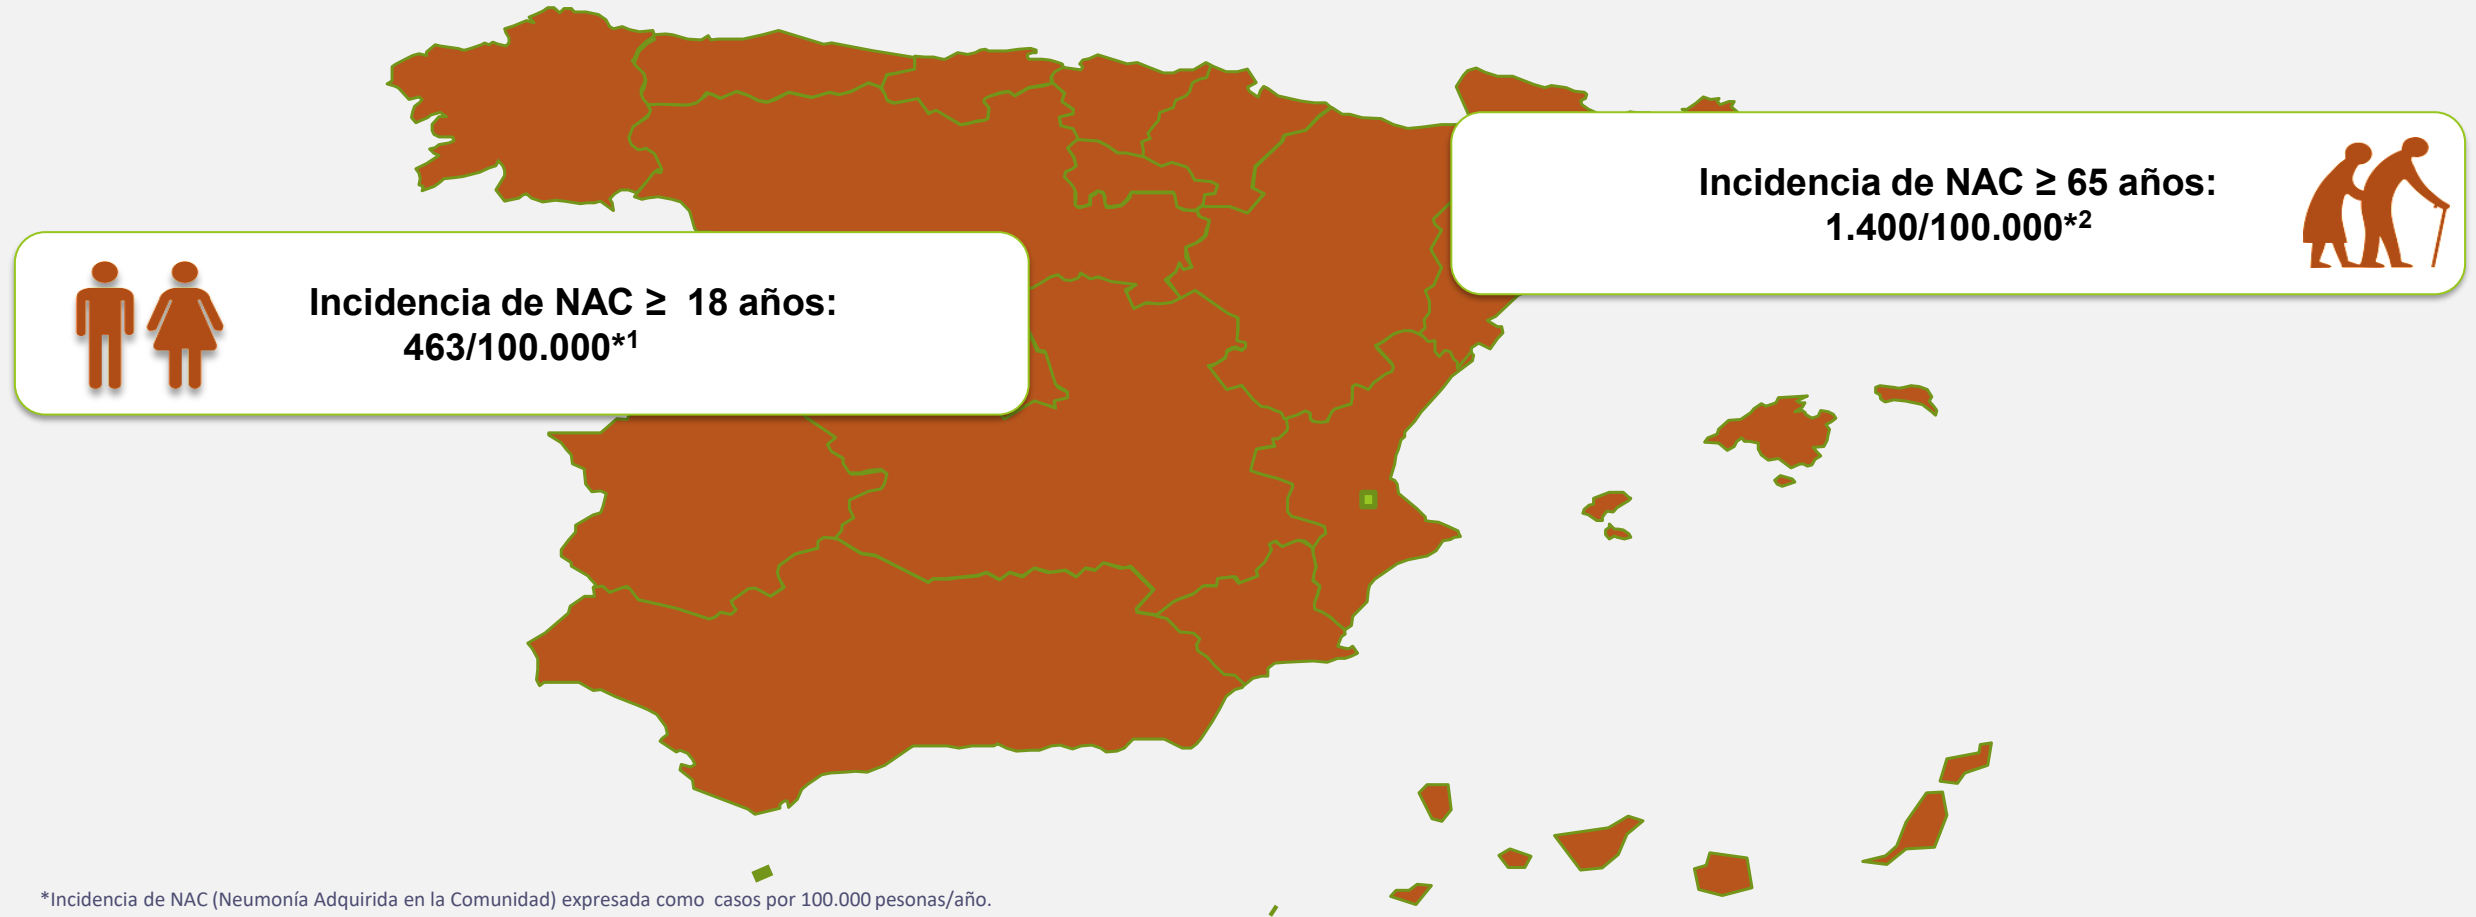 Incidencia de NAC ≥ 65 años:
1.400/100.000*2
Incidencia de NAC ≥ 18 años:
463/100.000*1
*Incidencia de NAC (Neumonía Adquirida en la Comunidad) expresada como casos por 100.000 pesonas/año.